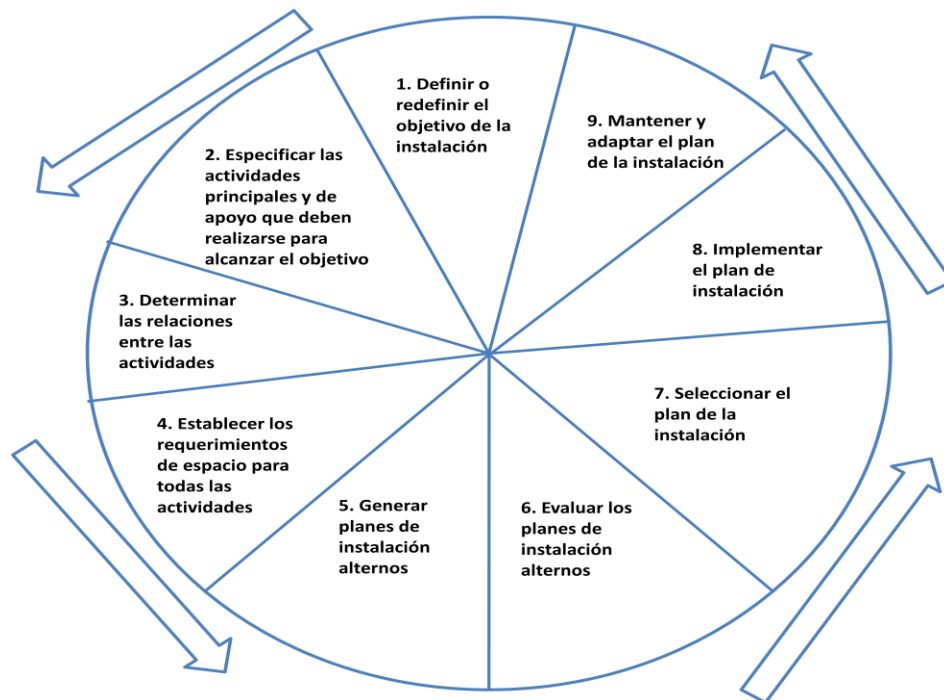 1. Definir o
redefinir el
objetivo de la
instalación
2. Especificar las
actividades
principales y de
apoyo que deben
realizarse para
alcanzar el objetivo
3. Determinar
las relaciones
entre las
actividades
4. Establecer los
requerimientos
de espacio para
todas las
actividades
5. Generar
planes de
instalación
alternos
6. Evaluar los
planes de
instalación
alternos
7. Seleccionar el
plan de la
instalación
8. Implementar
el plan de
instalación
9. Mantener y
adaptar el plan
de la instalación